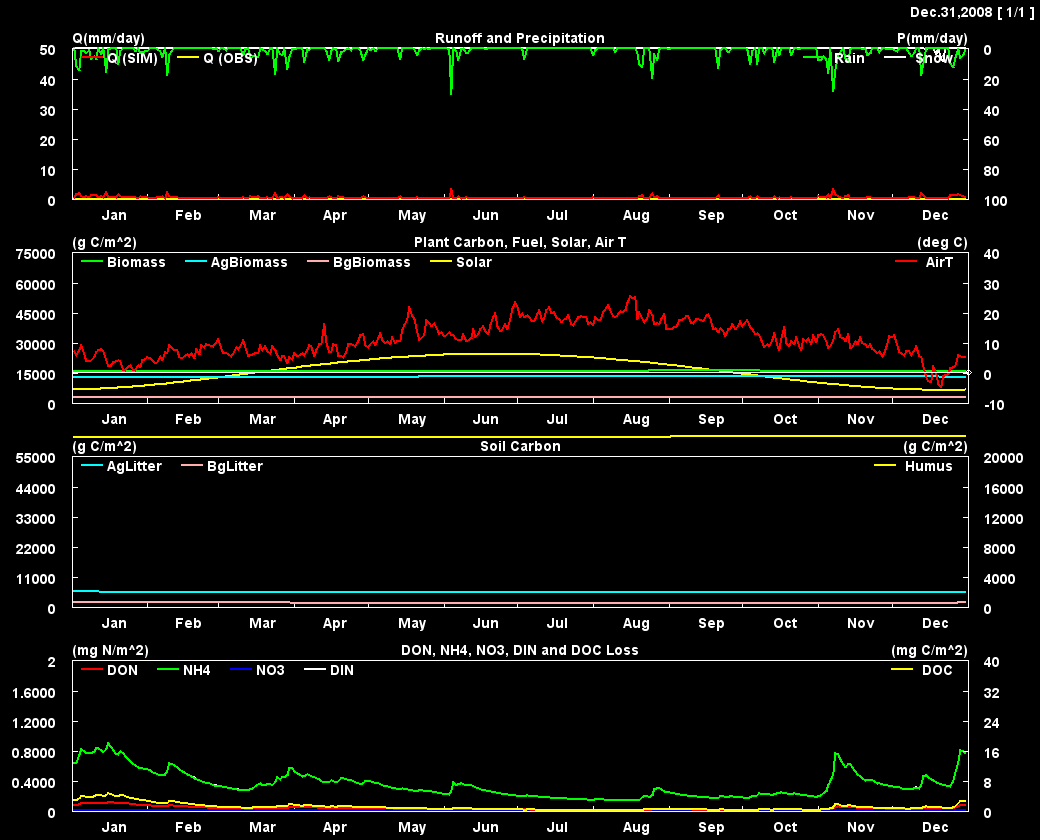 Dec.31,2008 [ 1/1 ]
Q(mm/day) Runoff and Precipitation P(mm/day)
50 Q (SIM) Q (OBS) Rain Snow 0
40 20
30 40
20 60
10 80
0 100
Jan Feb Mar Apr May Jun Jul Aug Sep Oct Nov Dec
(g C/m^2) Plant Carbon, Fuel, Solar, Air T (deg C)
75000 40
Biomass AgBiomass BgBiomass Solar AirT
60000 30
45000 20
30000 10
15000 0
0 -10
Jan Feb Mar Apr May Jun Jul Aug Sep Oct Nov Dec
(g C/m^2) Soil Carbon (g C/m^2)
55000 20000
AgLitter BgLitter Humus
44000 16000
33000 12000
22000 8000
11000 4000
0 0
Jan Feb Mar Apr May Jun Jul Aug Sep Oct Nov Dec
(mg N/m^2) DON, NH4, NO3, DIN and DOC Loss (mg C/m^2)
2 40
DON NH4 NO3 DIN DOC
1.6000 32
1.2000 24
0.8000 16
0.4000 8
0 0
Jan Feb Mar Apr May Jun Jul Aug Sep Oct Nov Dec